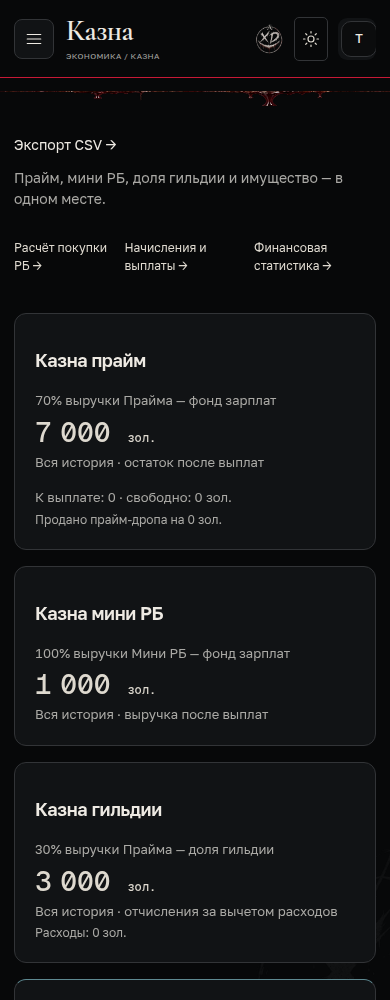 Казна
ЭКОНОМИКА / КАЗНА
XD
T
Экспорт CSV →
Прайм, мини РБ, доля гильдии и имущество — в
одном месте.
Расчёт покупки
РБ →
Начисления и
выплаты →
Финансовая
статистика →
Казна прайм
70% выручки Прайма — фонд зарплат
7 000 зол.
Вся история · остаток после выплат
К выплате: 0 · свободно: 0 зол.
Продано прайм-дропа на 0 зол.
Казна мини РБ
100% выручки Мини РБ — фонд зарплат
1 000 зол.
Вся история · выручка после выплат
Казна гильдии
30% выручки Прайма — доля гильдии
3 000 зол.
Вся история · отчисления за вычетом расходов
Расходы: 0 зол.